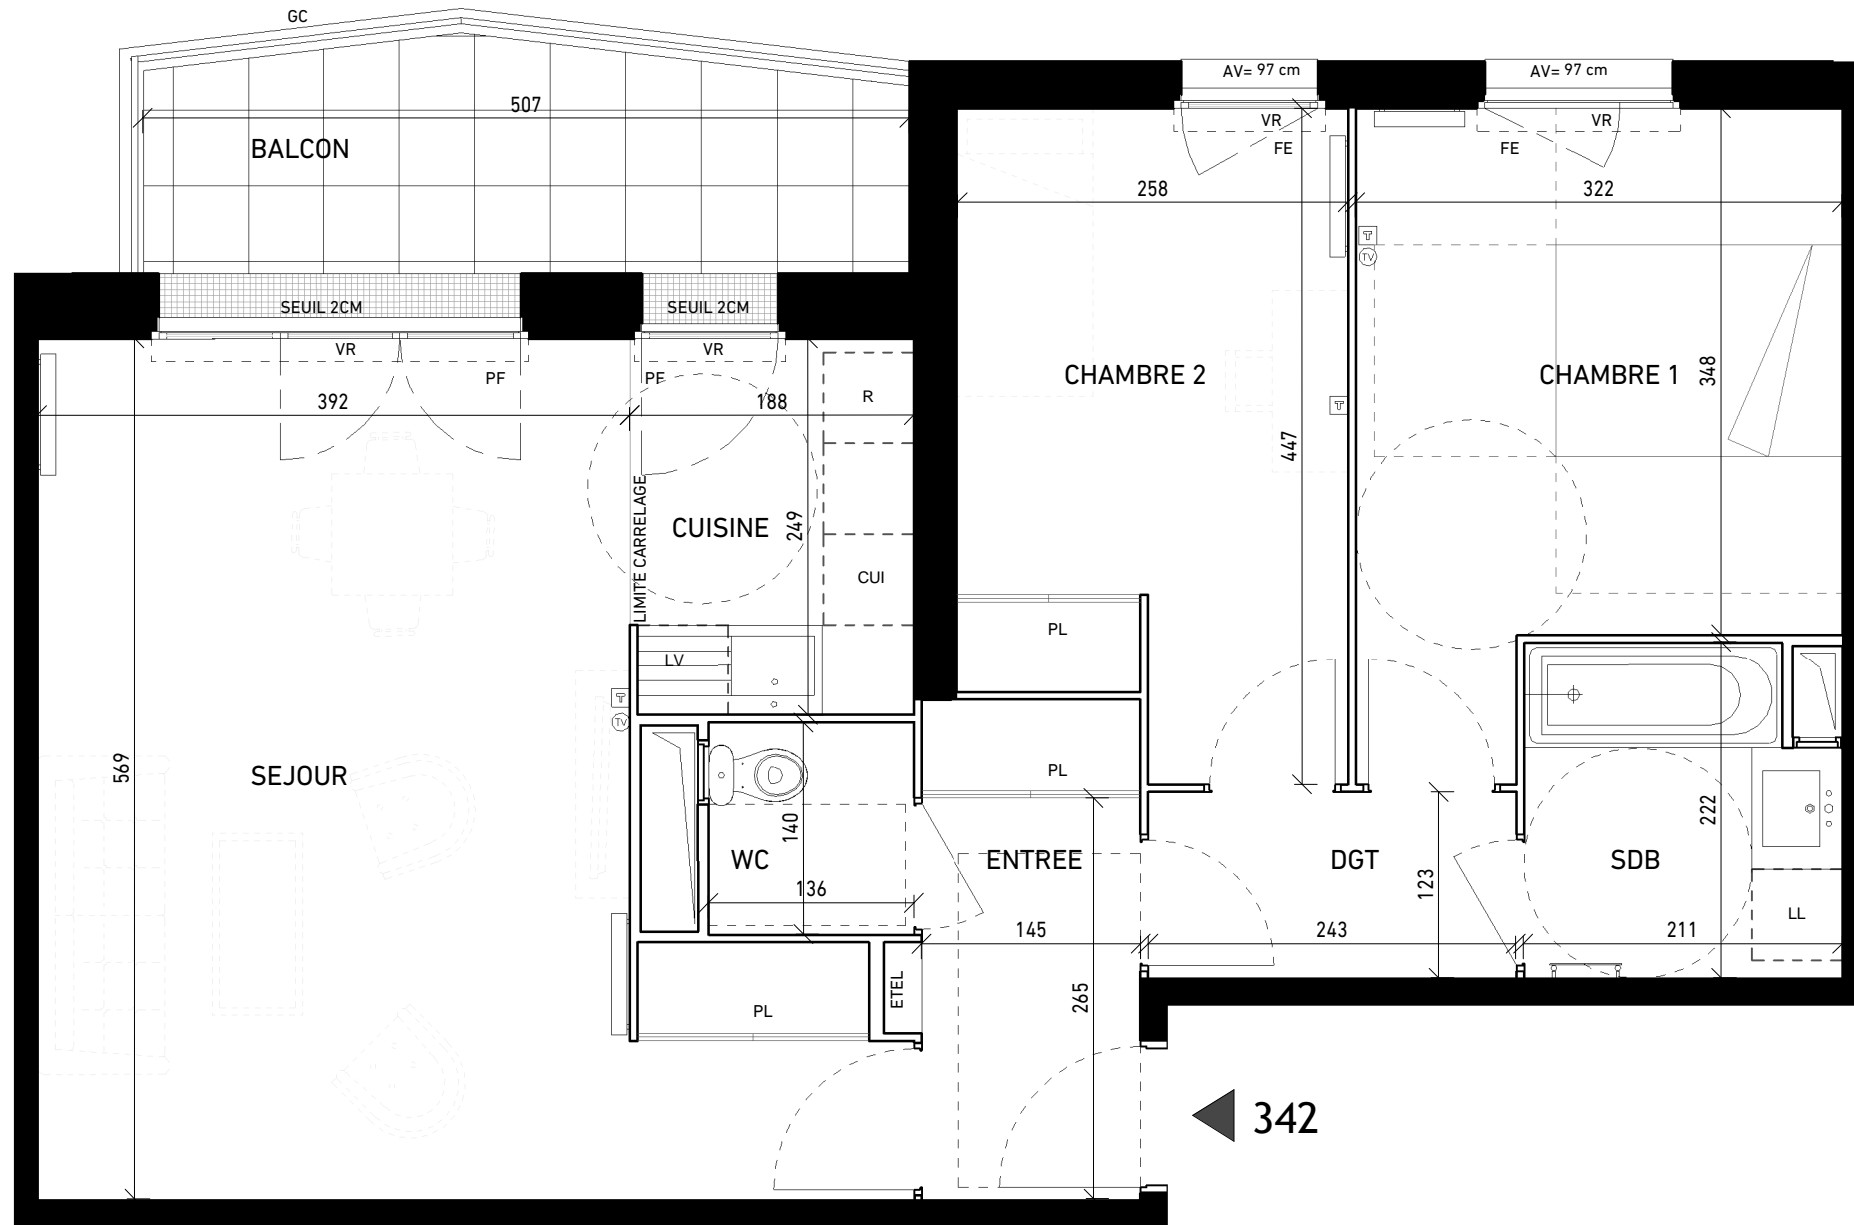 GC
AV= 97 cm
AV= 97 cm
507
VR
VR
BALCON
FE
FE
258
322
T
TV
SEUIL 2CM
SEUIL 2CM
VR
VR
PF
PF
CHAMBRE 2
CHAMBRE 1
348
R
392
188
T
447
LIMITE CARRELAGE
CUISINE
249
CUI
PL
LV
T
TV
569
SEJOUR
PL
140
222
WC
ENTREE
DGT
SDB
136
123
LL
145
243
211
ETEL
265
PL
342